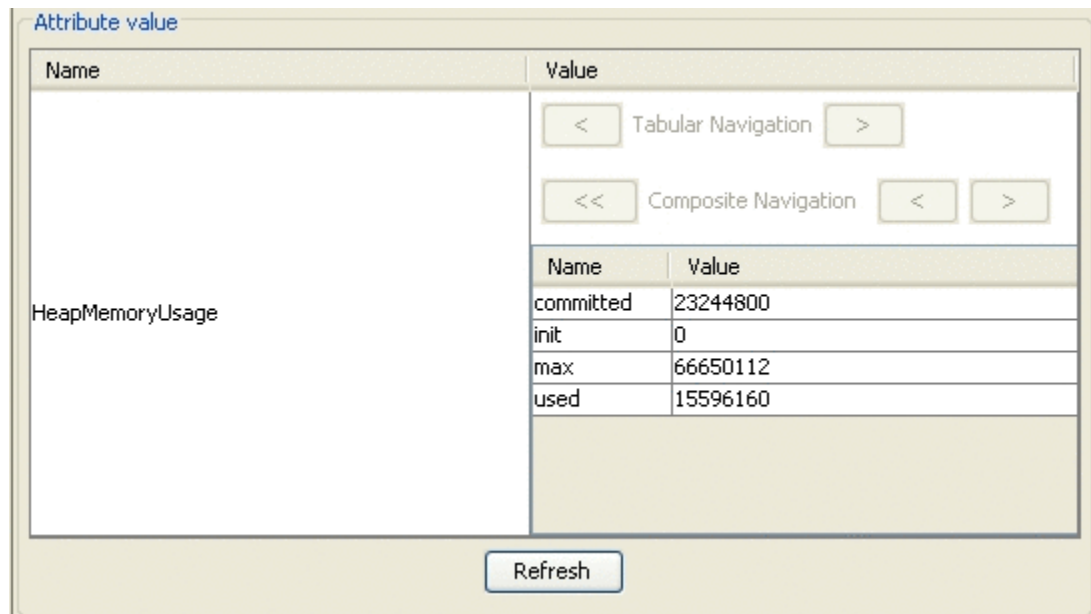 Attribute value
Name Value
< Tabular Navigation >
<< Composite Navigation < >
Name Value
HeapMemoryUsage
committed 23244800
init 0
max 66650112
used 15596160
Refresh